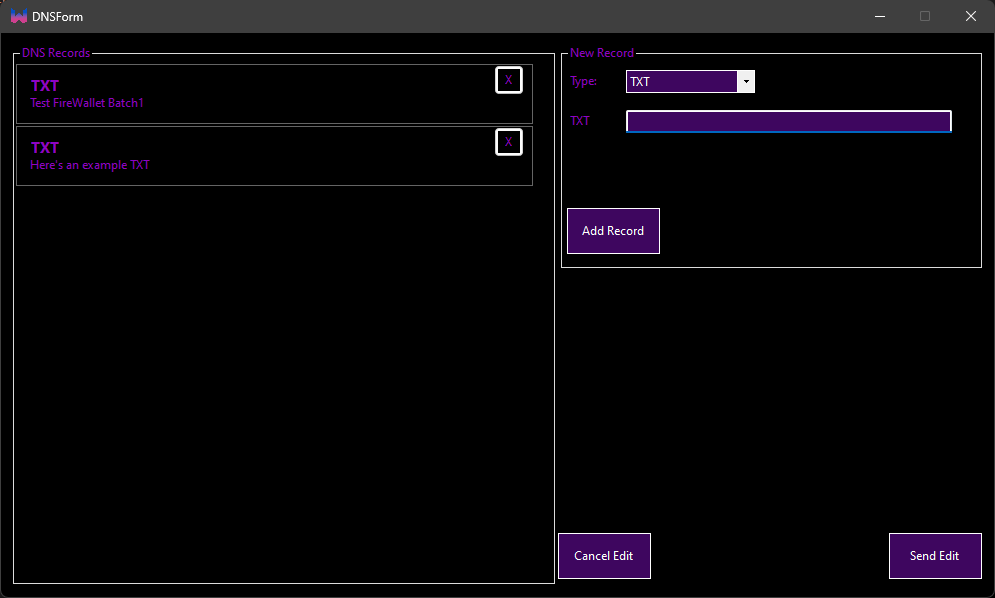 DNSForm
DNS Records
TXT
X
Test FireWallet Batch1
TXT
X
Here's an example TXT
New Record
Type:
TXT
TXT
Add Record
Cancel Edit
Send Edit